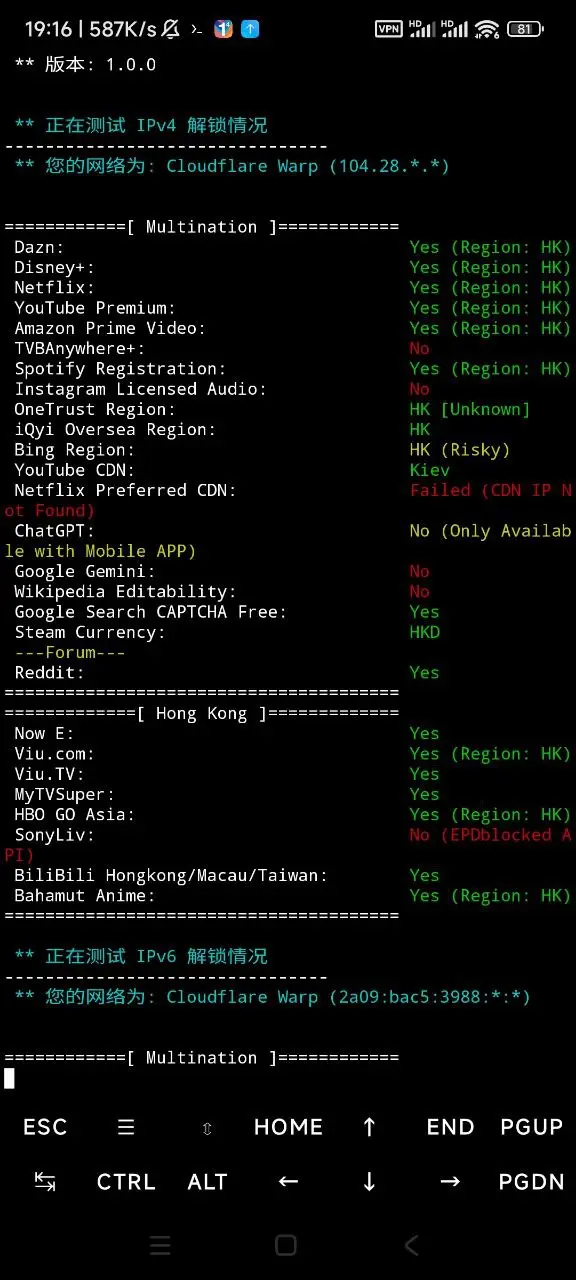 19:16 | 587K/s VPN HD HD 81
** 版本: 1.0.0
** 正在测试 IPv4 解锁情况
--------------------------------
** 您的网络为: Cloudflare Warp (104.28.*.*)
============[ Multination ]============
Dazn: Yes (Region: HK)
Disney+: Yes (Region: HK)
Netflix: Yes (Region: HK)
YouTube Premium: Yes (Region: HK)
Amazon Prime Video: Yes (Region: HK)
TVBAnywhere+: No
Spotify Registration: Yes (Region: HK)
Instagram Licensed Audio: No
OneTrust Region: HK [Unknown]
iQyi Oversea Region: HK
Bing Region: HK (Risky)
YouTube CDN: Kiev
Netflix Preferred CDN: Failed (CDN IP N
ot Found)
ChatGPT: No (Only Availab
le with Mobile APP)
Google Gemini: No
Wikipedia Editability: No
Google Search CAPTCHA Free: Yes
Steam Currency: HKD
---Forum---
Reddit: Yes
=======================================
=============[ Hong Kong ]=============
Now E: Yes
Viu.com: Yes (Region: HK)
Viu.TV: Yes
MyTVSuper: Yes
HBO GO Asia: Yes (Region: HK)
SonyLiv: No (EPDblocked A
PI)
BiliBili Hongkong/Macau/Taiwan: Yes
Bahamut Anime: Yes (Region: HK)
=======================================
** 正在测试 IPv6 解锁情况
--------------------------------
** 您的网络为: Cloudflare Warp (2a09:bac5:3988:*:*)
============[ Multination ]============
ESC ☰ ⇳ HOME ↑ END PGUP
↹ CTRL ALT ← ↓ → PGDN